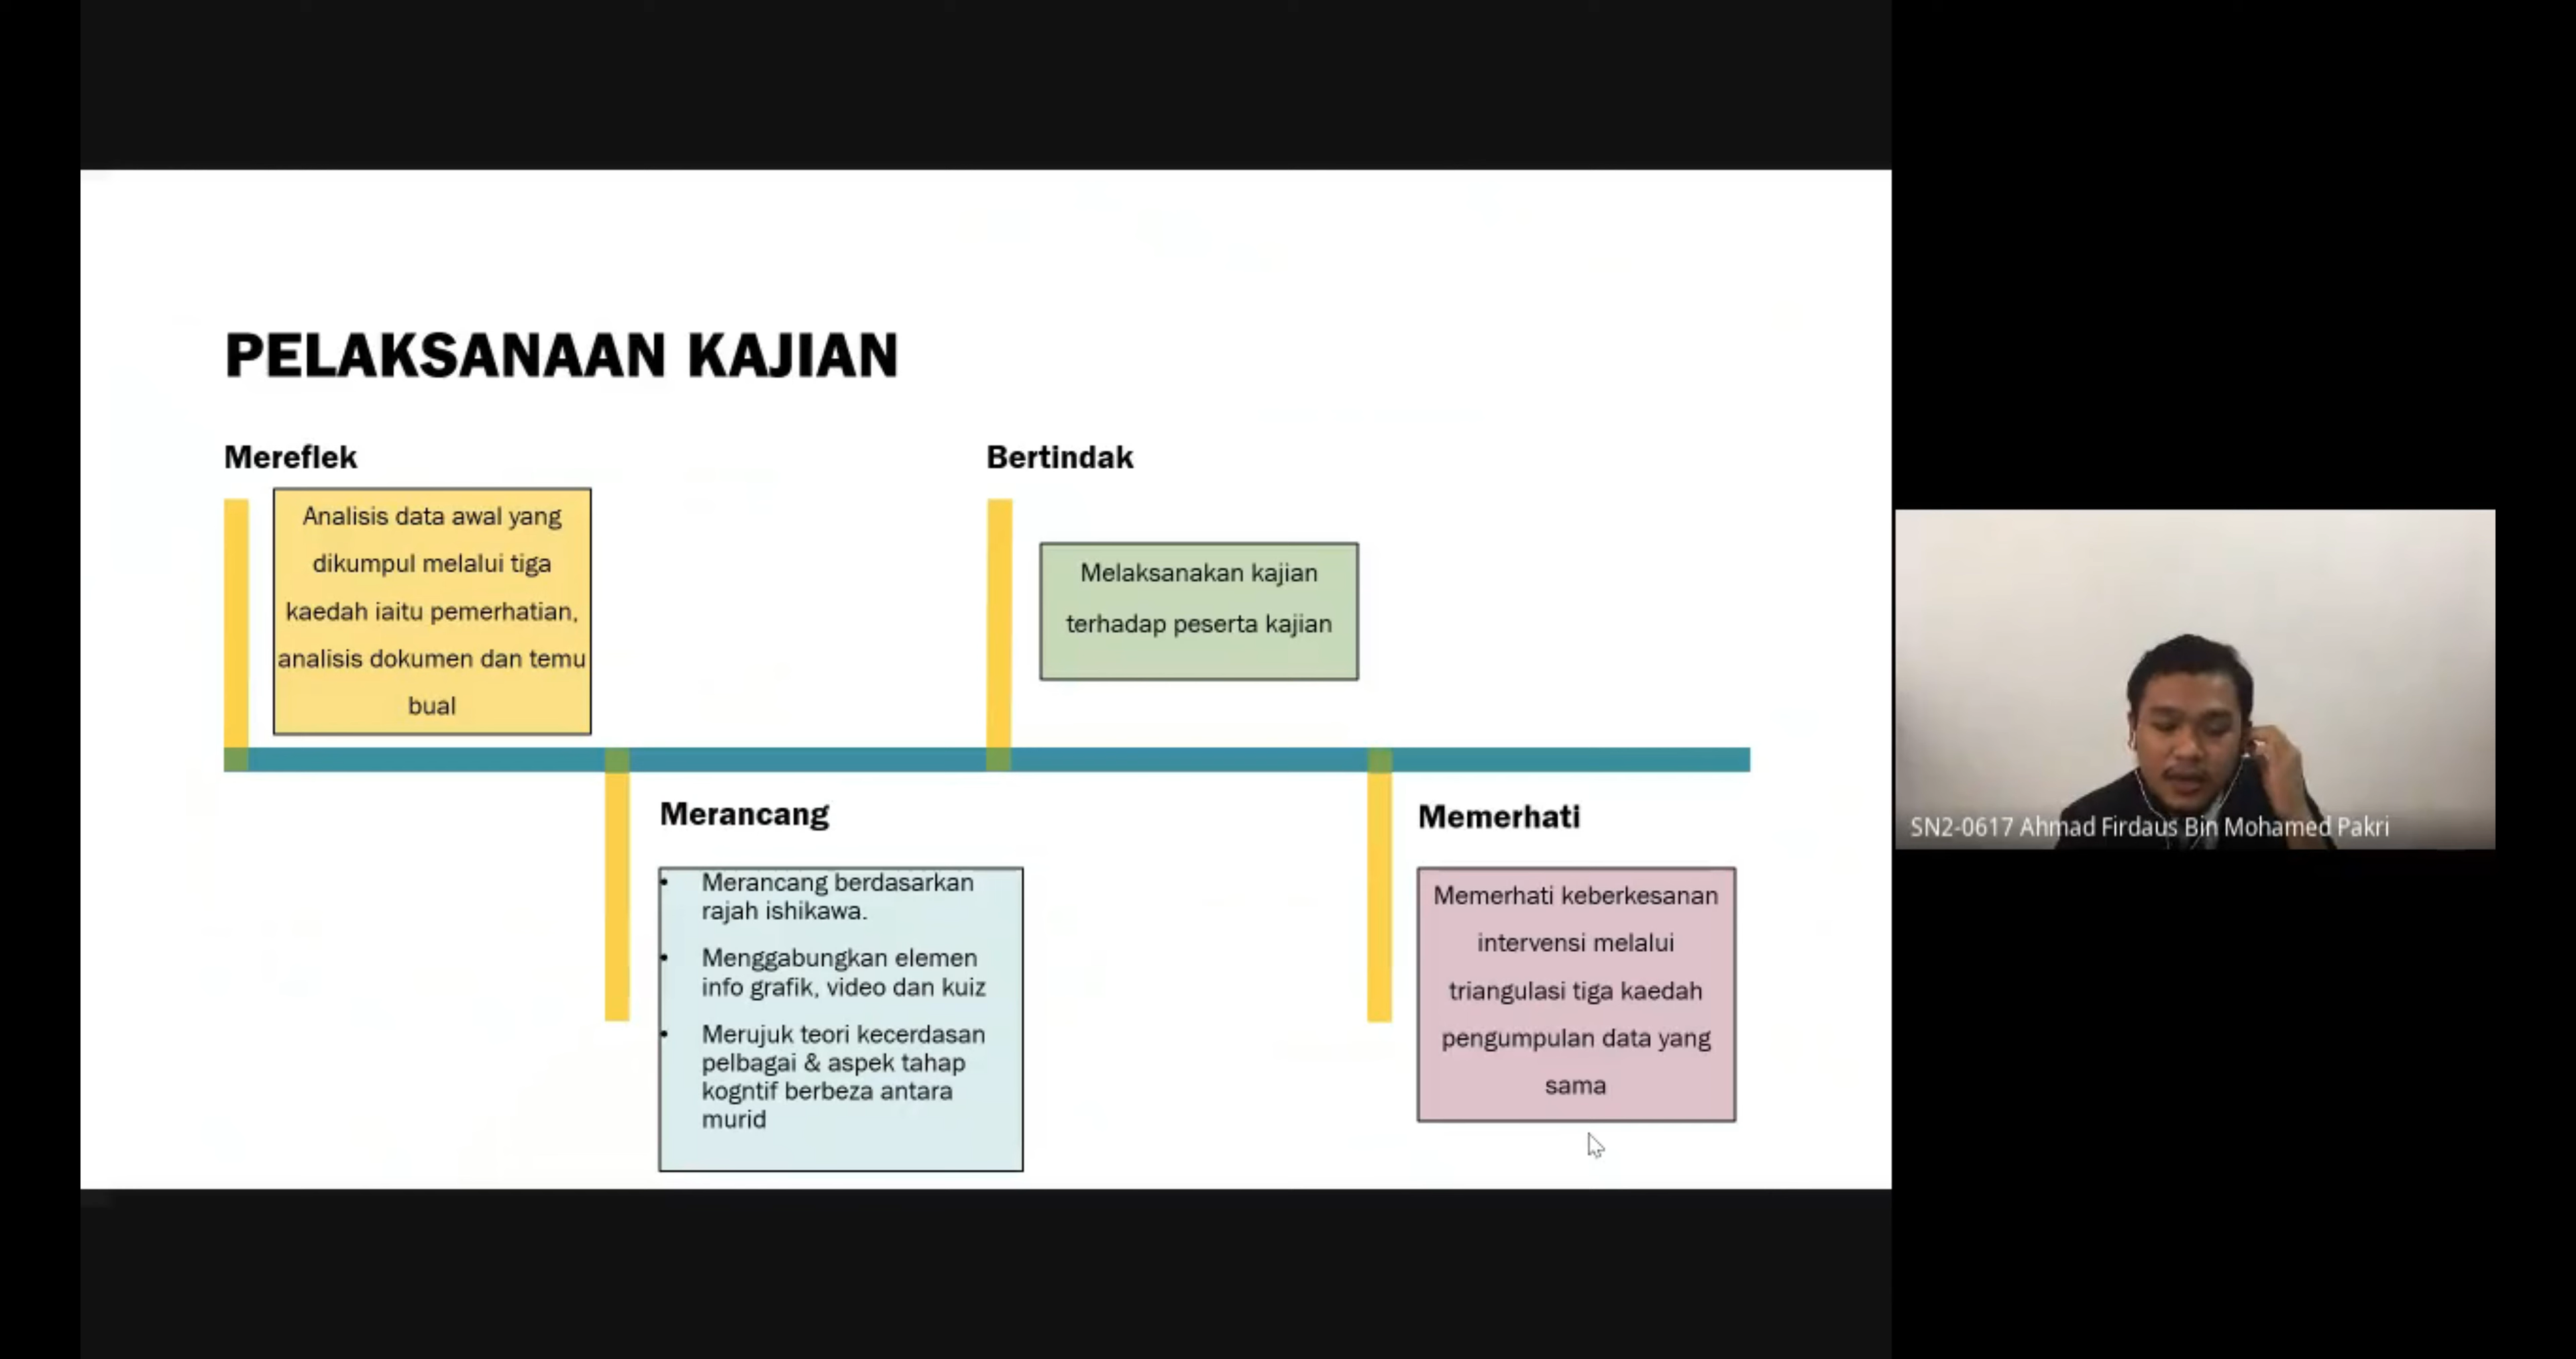 PELAKSANAAN KAJIAN
Mereflek
Analisis data awal yang
dikumpul melalui tiga
kaedah iaitu pemerhatian,
analisis dokumen dan temu
bual
Merancang
• Merancang berdasarkan
rajah ishikawa.
• Menggabungkan elemen
info grafik, video dan kuiz
• Merujuk teori kecerdasan
pelbagai & aspek tahap
kogntif berbeza antara
murid
Bertindak
Melaksanakan kajian
terhadap peserta kajian
Memerhati
Memerhati keberkesanan
intervensi melalui
triangulasi tiga kaedah
pengumpulan data yang
sama
SN2-0617 Ahmad Firdaus Bin Mohamed Pakri